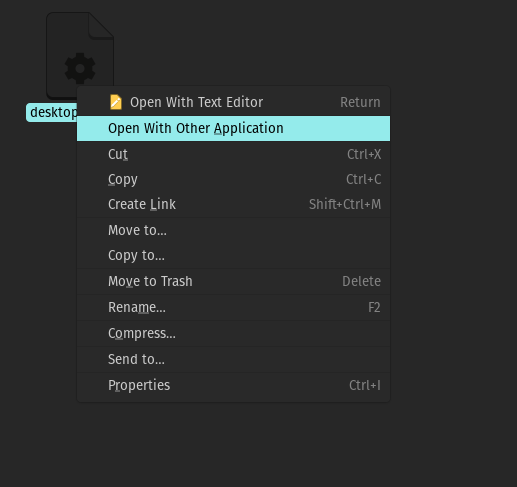 desktop
Open With Text Editor Return
Open With Other Application
Cut Ctrl+X
Copy Ctrl+C
Create Link Shift+Ctrl+M
Move to...
Copy to...
Move to Trash Delete
Rename... F2
Compress...
Send to...
Properties Ctrl+I